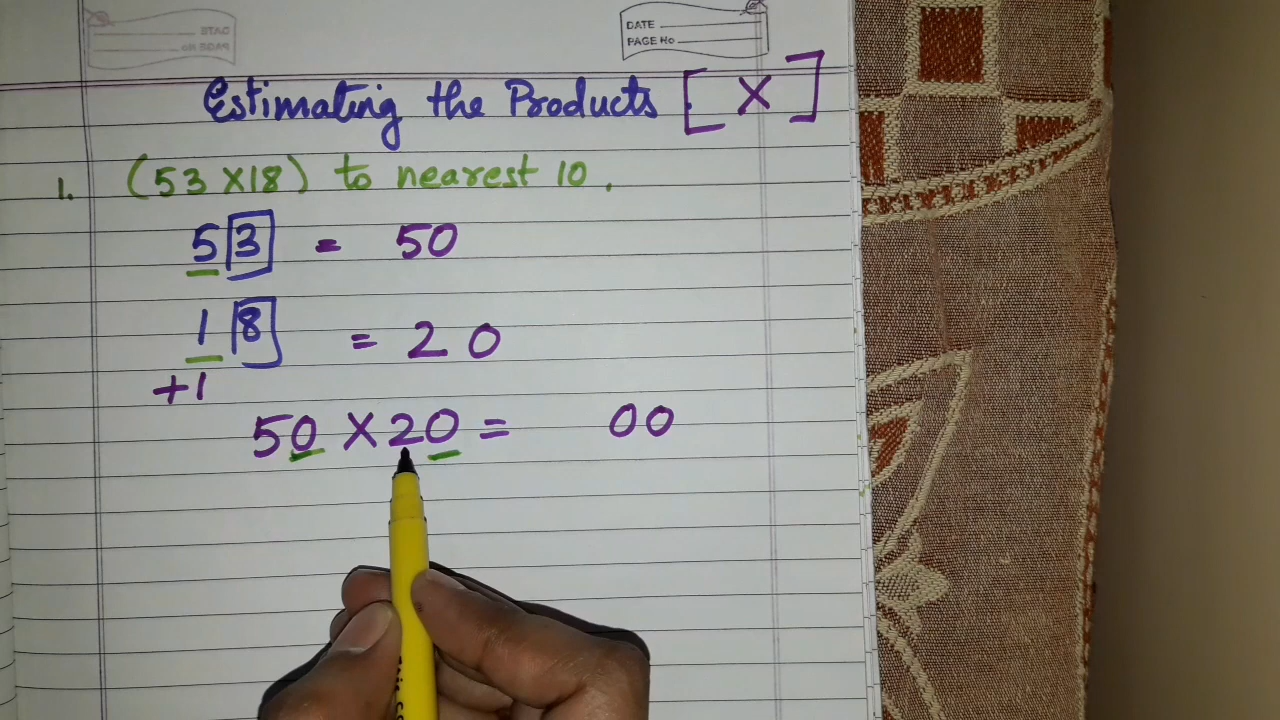 DATE
PAGE No
Estimating the Products [ X ]
1. (53 X18) to nearest 10.
53 = 50
18 = 20
+1
50 X 20 = 00